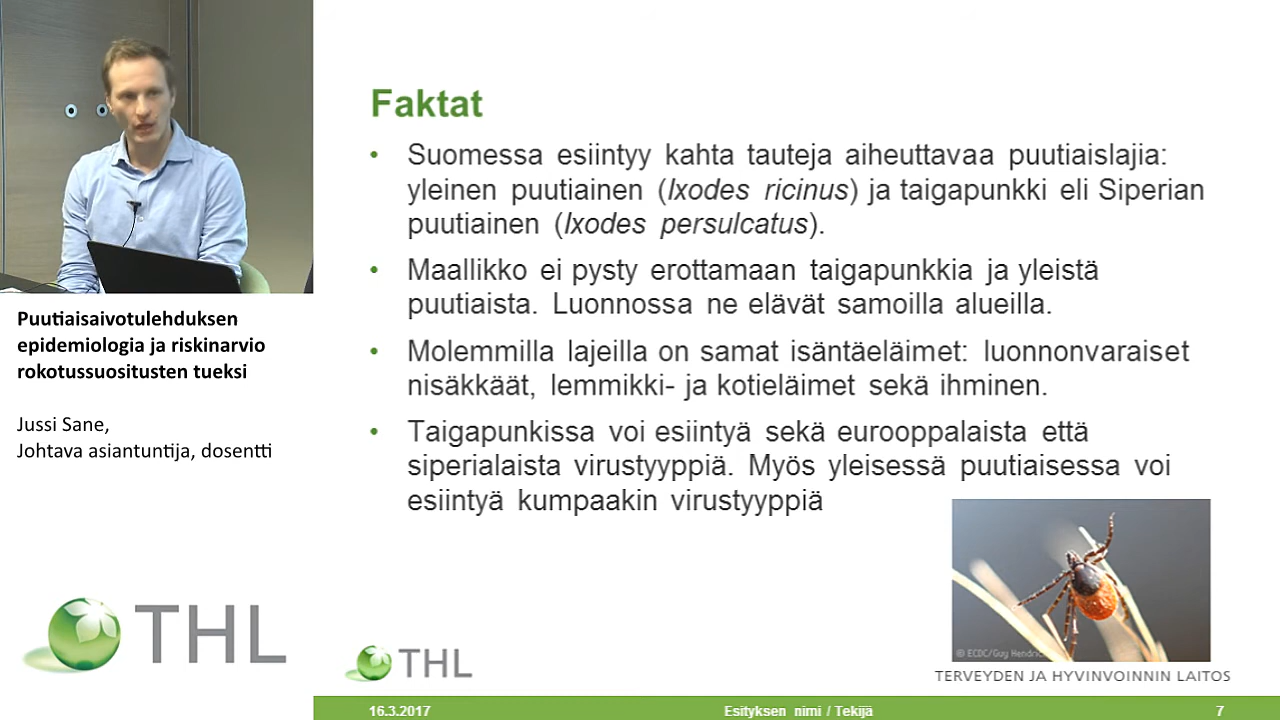 Faktat
• Suomessa esiintyy kahta tauteja aiheuttavaa puutiaislajia:
yleinen puutiainen (Ixodes ricinus) ja taigapunkki eli Siperian
puutiainen (Ixodes persulcatus).
• Maallikko ei pysty erottamaan taigapunkkia ja yleistä
puutiaista. Luonnossa ne elävät samoilla alueilla.
• Molemmilla lajeilla on samat isäntäeläimet: luonnonvaraiset
nisäkkäät, lemmikki- ja kotieläimet sekä ihminen.
• Taigapunkissa voi esiintyä sekä eurooppalaista että
siperialaista virustyyppiä. Myös yleisessä puutiaisessa voi
esiintyä kumpaakin virustyyppiä
Puutiaisaivotulehduksen
epidemiologia ja riskinarvio
rokotussuositusten tueksi
Jussi Sane,
Johtava asiantuntija, dosentti
THL
THL
© ECDC/Guy
TERVEYDEN JA HYVINVOINNIN LAITOS
16.3.2017
Esityksen nimi / Tekijä
7